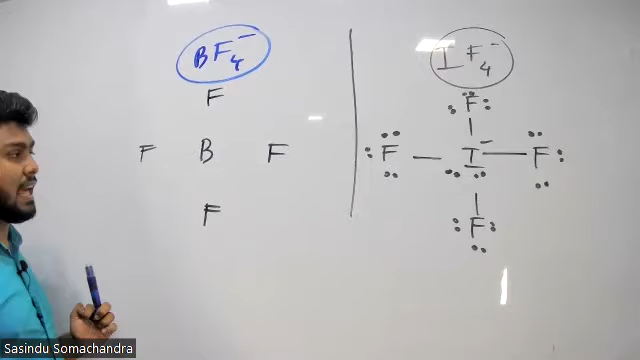 BF₄⁻
F
F B F
F
IF₄⁻
F
F — I⁻ — F
F
Sasindu Somachandra